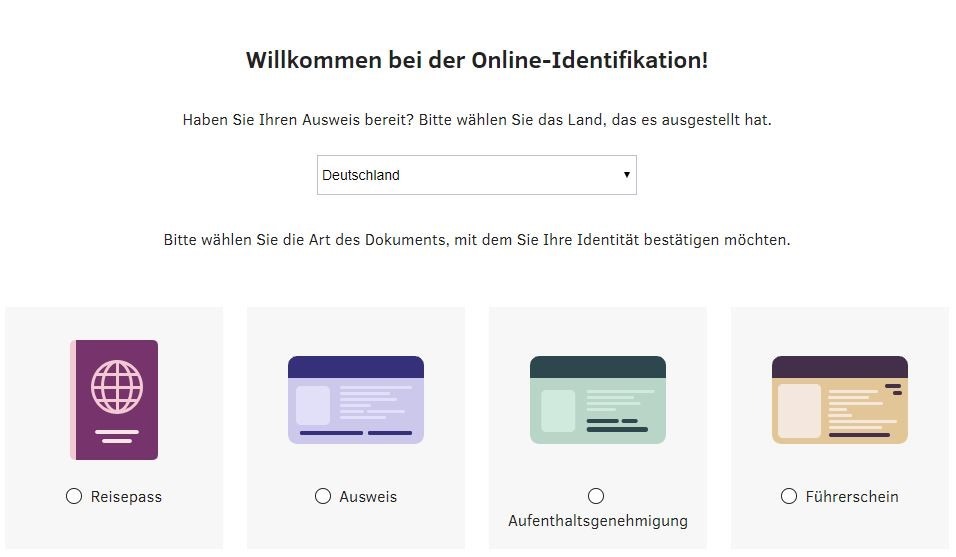 Willkommen bei der Online-Identifikation!
Haben Sie Ihren Ausweis bereit? Bitte wählen Sie das Land, das es ausgestellt hat.
Deutschland
Bitte wählen Sie die Art des Dokuments, mit dem Sie Ihre Identität bestätigen möchten.
Reisepass
Ausweis
Aufenthaltsgenehmigung
Führerschein